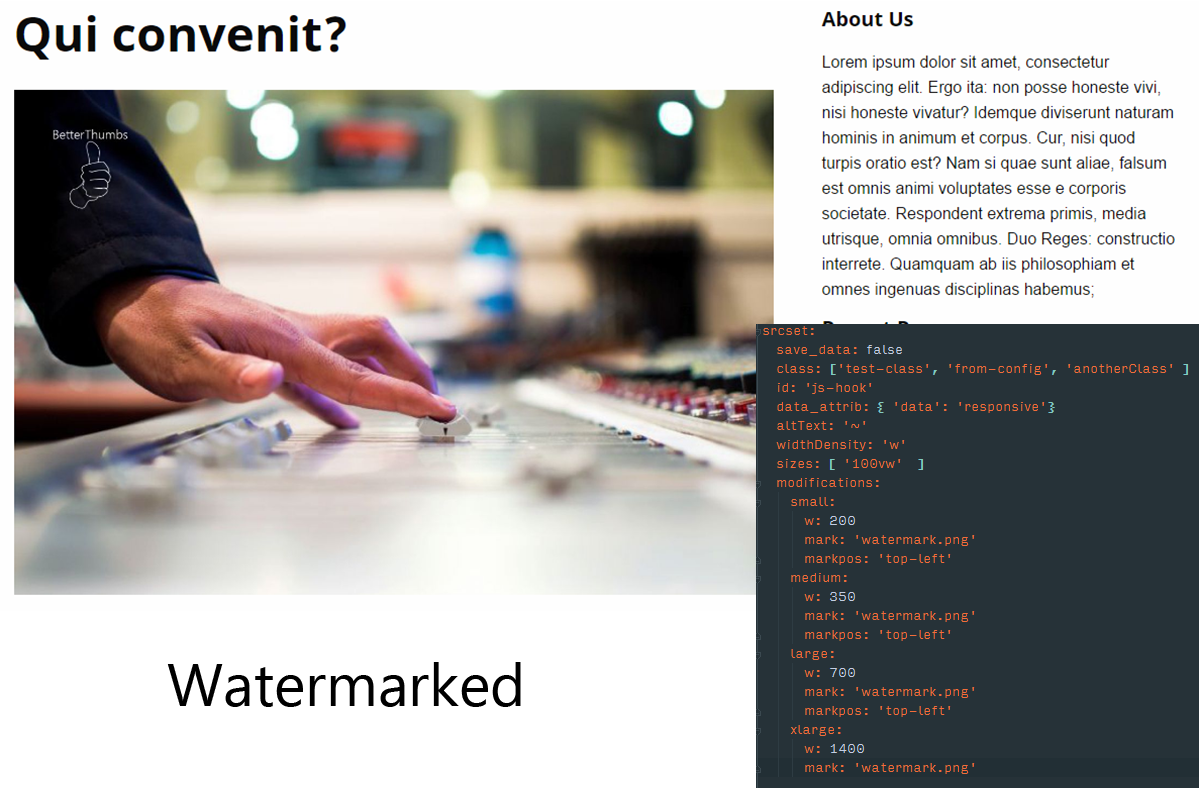 Qui convenit?
BetterThumbs
Watermarked
About Us
Lorem ipsum dolor sit amet, consectetur
adipiscing elit. Ergo ita: non posse honeste vivi,
nisi honeste vivatur? Idemque diviserunt naturam
hominis in animum et corpus. Cur, nisi quod
turpis oratio est? Nam si quae sunt aliae, falsum
est omnis animi voluptates esse e corporis
societate. Respondent extrema primis, media
utrisque, omnia omnibus. Duo Reges: constructio
interrete. Quamquam ab iis philosophiam et
omnes ingenuas disciplinas habemus;
srcset:
save_data: false
class: ['test-class', 'from-config', 'anotherClass' ]
id: 'js-hook'
data_attrib: { 'data': 'responsive'}
altText: '~'
widthDensity: 'w'
sizes: [ '100vw' ]
modifications:
small:
w: 200
mark: 'watermark.png'
markpos: 'top-left'
medium:
w: 350
mark: 'watermark.png'
markpos: 'top-left'
large:
w: 700
mark: 'watermark.png'
markpos: 'top-left'
xlarge:
w: 1400
mark: 'watermark.png'